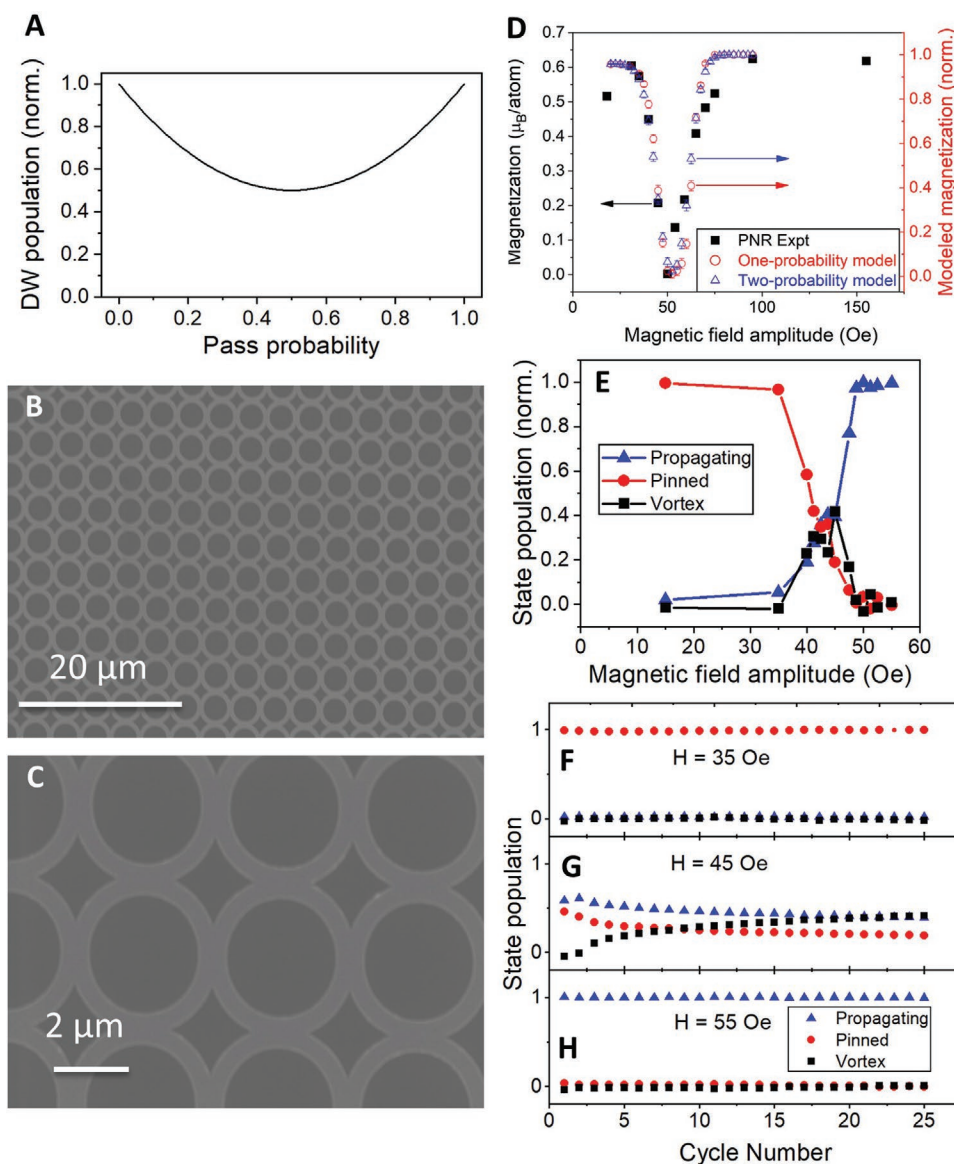 A
DW population (norm.)
1.0
0.8
0.6
0.4
0.2
0.0
0.0 0.2 0.4 0.6 0.8 1.0
Pass probability
B
20 μm
C
2 μm
D
Magnetization (μB/atom)
0.7
0.6
0.5
0.4
0.3
0.2
0.1
0.0
1.0
0.8
0.6
0.4
0.2
0.0
Modeled magnetization
PNR Expt
One-probability model
Two-probability model
0 50 100 150
Magnetic field amplitude (Oe)
E
State population (norm.)
1.0
0.8
0.6
0.4
0.2
0.0
Propagating
Pinned
Vortex
0 10 20 30 40 50 60
Magnetic field amplitude (Oe)
State population
1
F
H = 35 Oe
0
1
G
H = 45 Oe
0
1
H = 55 Oe
Propagating
Pinned
Vortex
H
0
0 5 10 15 20 25
Cycle Number